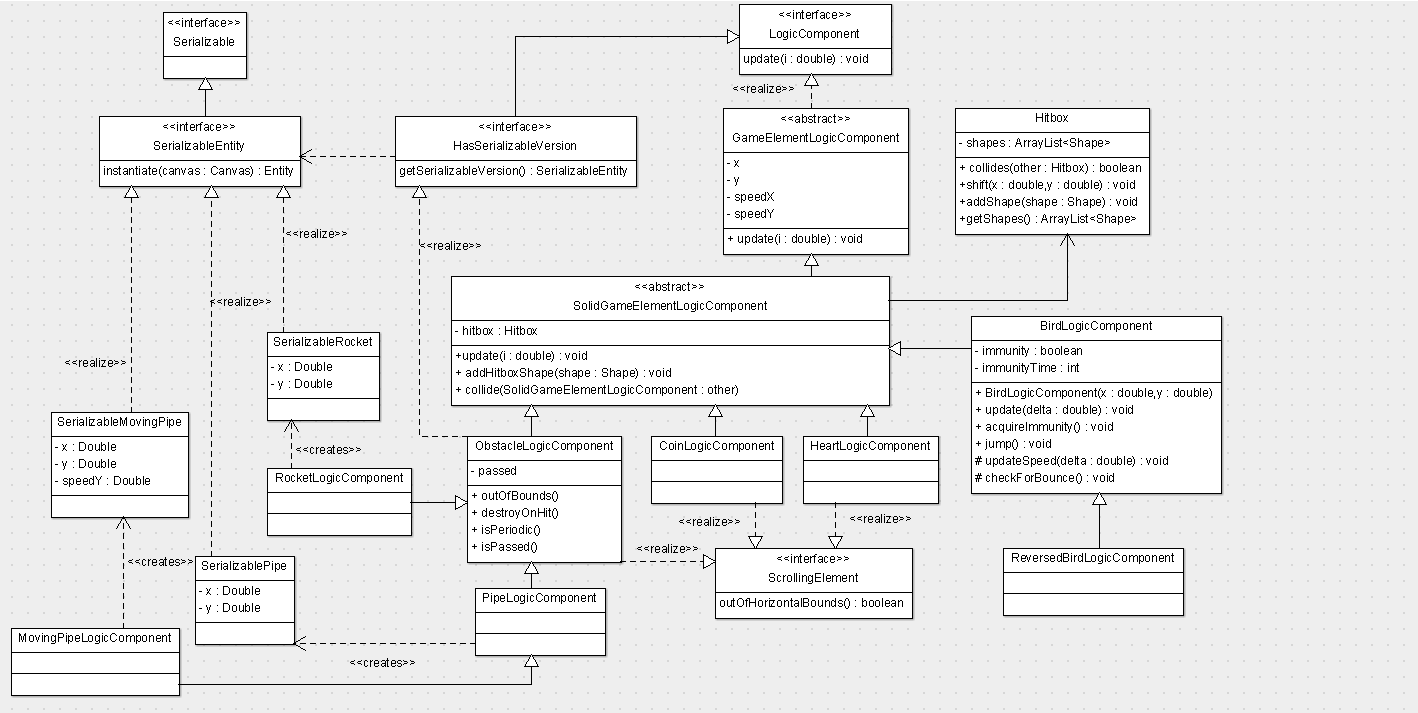 <<interface>>
Serializable
<<interface>>
LogicComponent
update(i : double) : void
<<realize>>
<<interface>>
SerializableEntity
instantiate(canvas : Canvas) : Entity
<<interface>>
HasSerializableVersion
getSerializableVersion() : SerializableEntity
<<abstract>>
GameElementLogicComponent
- x
- y
- speedX
- speedY
+ update(i : double) : void
Hitbox
- shapes : ArrayList<Shape>
+ collides(other : Hitbox) : boolean
+shift(x : double,y : double) : void
+addShape(shape : Shape) : void
+getShapes() : ArrayList<Shape>
<<realize>>
<<realize>>
<<realize>>
<<realize>>
<<abstract>>
SolidGameElementLogicComponent
- hitbox : Hitbox
+update(i : double) : void
+ addHitboxShape(shape : Shape) : void
+ collide(SolidGameElementLogicComponent : other)
BirdLogicComponent
- immunity : boolean
- immunityTime : int
+ BirdLogicComponent(x : double,y : double)
+ update(delta : double) : void
+ acquireImmunity() : void
+ jump() : void
# updateSpeed(delta : double) : void
# checkForBounce() : void
SerializableRocket
- x : Double
- y : Double
SerializableMovingPipe
- x : Double
- y : Double
- speedY : Double
<<creates>>
RocketLogicComponent
ObstacleLogicComponent
- passed
+ outOfBounds()
+ destroyOnHit()
+ isPeriodic()
+ isPassed()
CoinLogicComponent
HeartLogicComponent
<<realize>>
<<realize>>
<<realize>>
<<interface>>
ScrollingElement
outOfHorizontalBounds() : boolean
ReversedBirdLogicComponent
<<creates>>
SerializablePipe
- x : Double
- y : Double
PipeLogicComponent
MovingPipeLogicComponent
<<creates>>